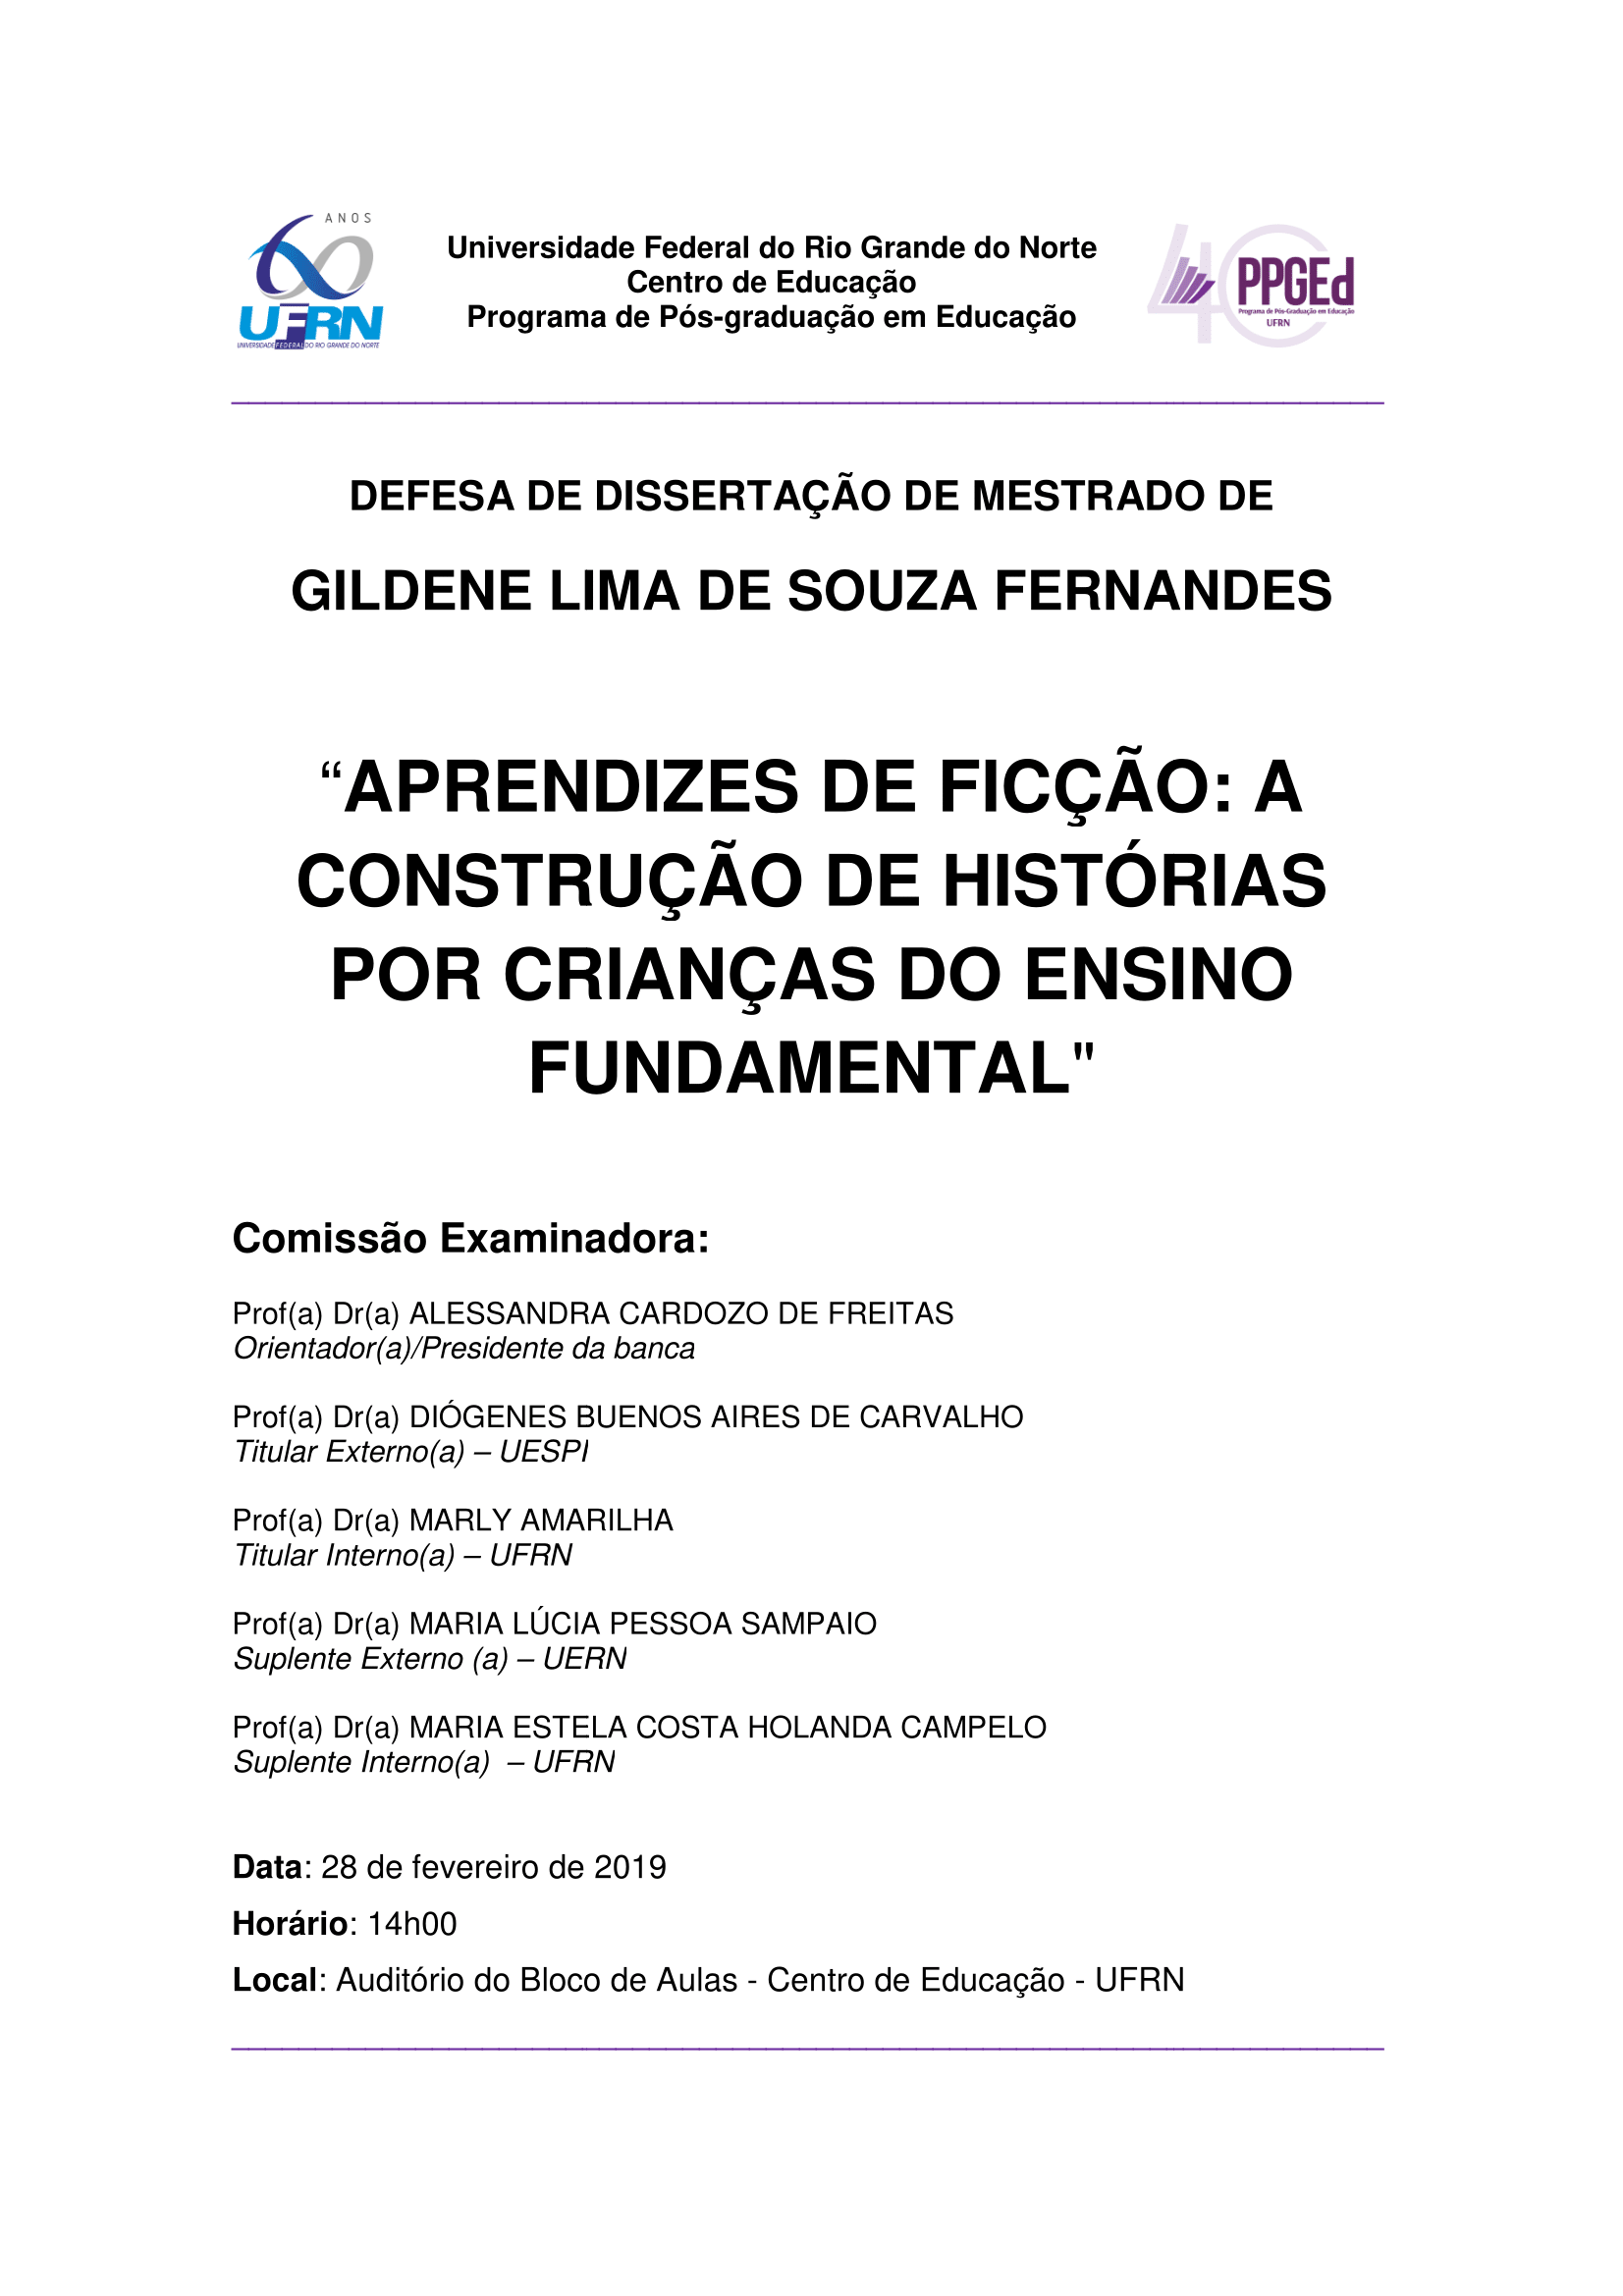 ANOS
UFRN
UNIVERSIDADE FEDERAL DO RIO GRANDE DO NORTE
Universidade Federal do Rio Grande do Norte
Centro de Educação
Programa de Pós-graduação em Educação
40
PPGEd
Programa de Pós-Graduação em Educação
UFRN
DEFESA DE DISSERTAÇÃO DE MESTRADO DE
GILDENE LIMA DE SOUZA FERNANDES
“APRENDIZES DE FICÇÃO: A
CONSTRUÇÃO DE HISTÓRIAS
POR CRIANÇAS DO ENSINO
FUNDAMENTAL"
Comissão Examinadora:
Prof(a) Dr(a) ALESSANDRA CARDOZO DE FREITAS
Orientador(a)/Presidente da banca
Prof(a) Dr(a) DIÓGENES BUENOS AIRES DE CARVALHO
Titular Externo(a) – UESPI
Prof(a) Dr(a) MARLY AMARILHA
Titular Interno(a) – UFRN
Prof(a) Dr(a) MARIA LÚCIA PESSOA SAMPAIO
Suplente Externo (a) – UERN
Prof(a) Dr(a) MARIA ESTELA COSTA HOLANDA CAMPELO
Suplente Interno(a)  – UFRN
Data: 28 de fevereiro de 2019
Horário: 14h00
Local: Auditório do Bloco de Aulas - Centro de Educação - UFRN